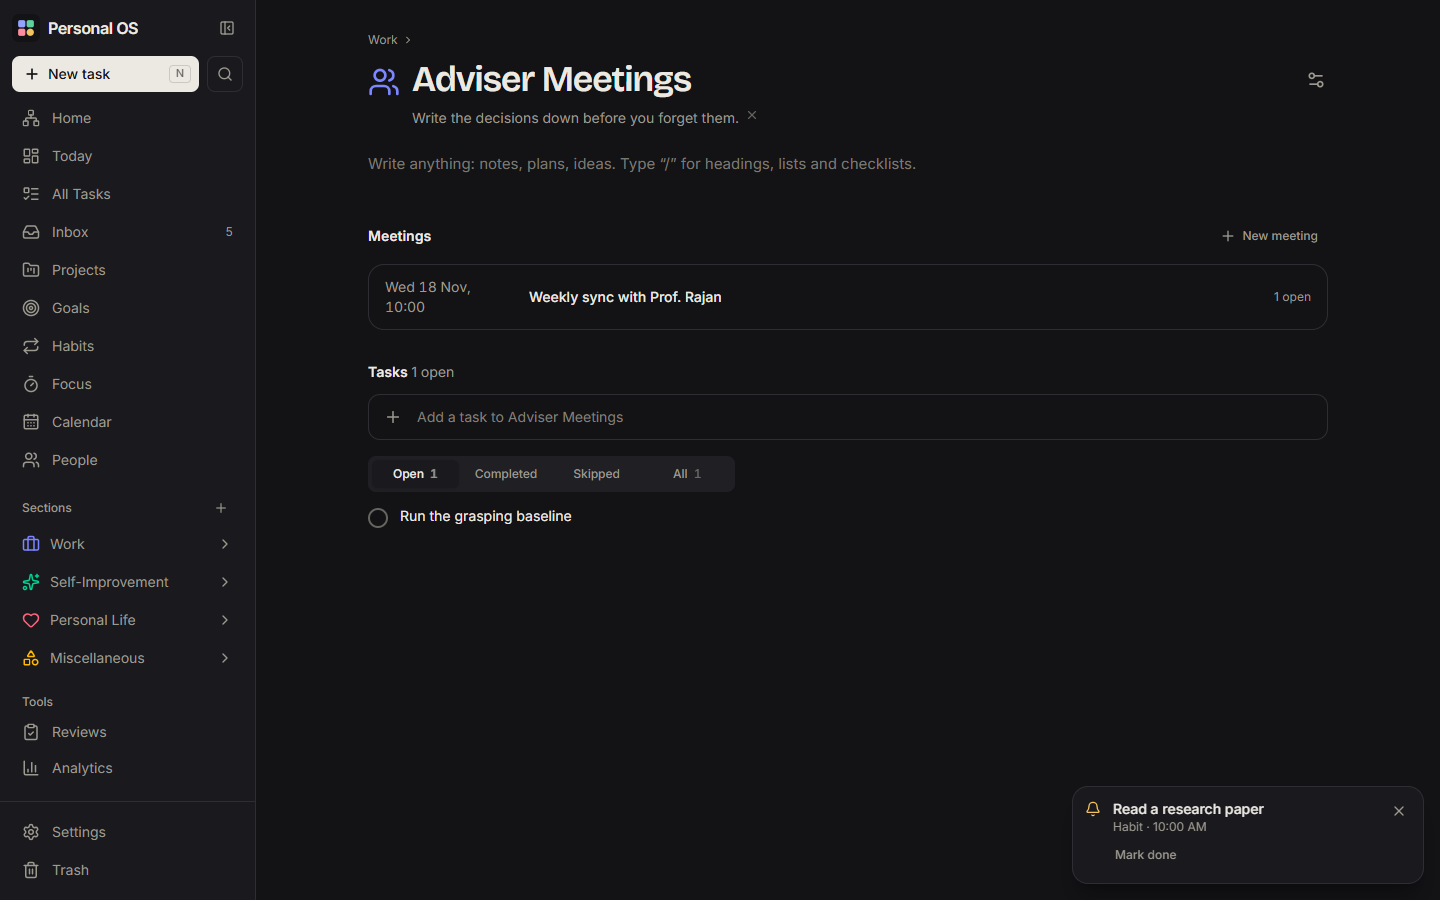 Personal OS
New task N
Home
Today
All Tasks
Inbox 5
Projects
Goals
Habits
Focus
Calendar
People
Sections
Work
Self-Improvement
Personal Life
Miscellaneous
Tools
Reviews
Analytics
Settings
Trash
Work
Adviser Meetings
Write the decisions down before you forget them.
Write anything: notes, plans, ideas. Type “/” for headings, lists and checklists.
Meetings
New meeting
Wed 18 Nov,
10:00
Weekly sync with Prof. Rajan
1 open
Tasks 1 open
Add a task to Adviser Meetings
Open 1 Completed Skipped All 1
Run the grasping baseline
Read a research paper
Habit · 10:00 AM
Mark done